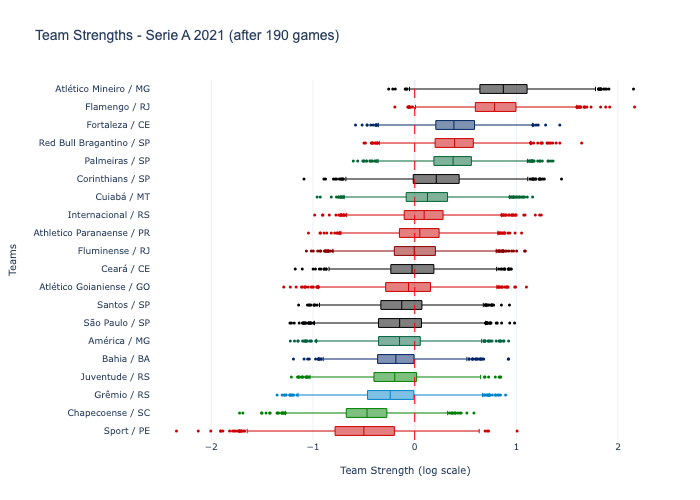 Team Strengths - Serie A 2021 (after 190 games)
Atlético Mineiro / MG
Flamengo / RJ
Fortaleza / CE
Red Bull Bragantino / SP
Palmeiras / SP
Corinthians / SP
Cuiabá / MT
Internacional / RS
Athletico Paranaense / PR
Fluminense / RJ
Ceará / CE
Atlético Goianiense / GO
Santos / SP
São Paulo / SP
América / MG
Bahia / BA
Juventude / RS
Grêmio / RS
Chapecoense / SC
Sport / PE
Teams
−2 −1 0 1 2
Team Strength (log scale)